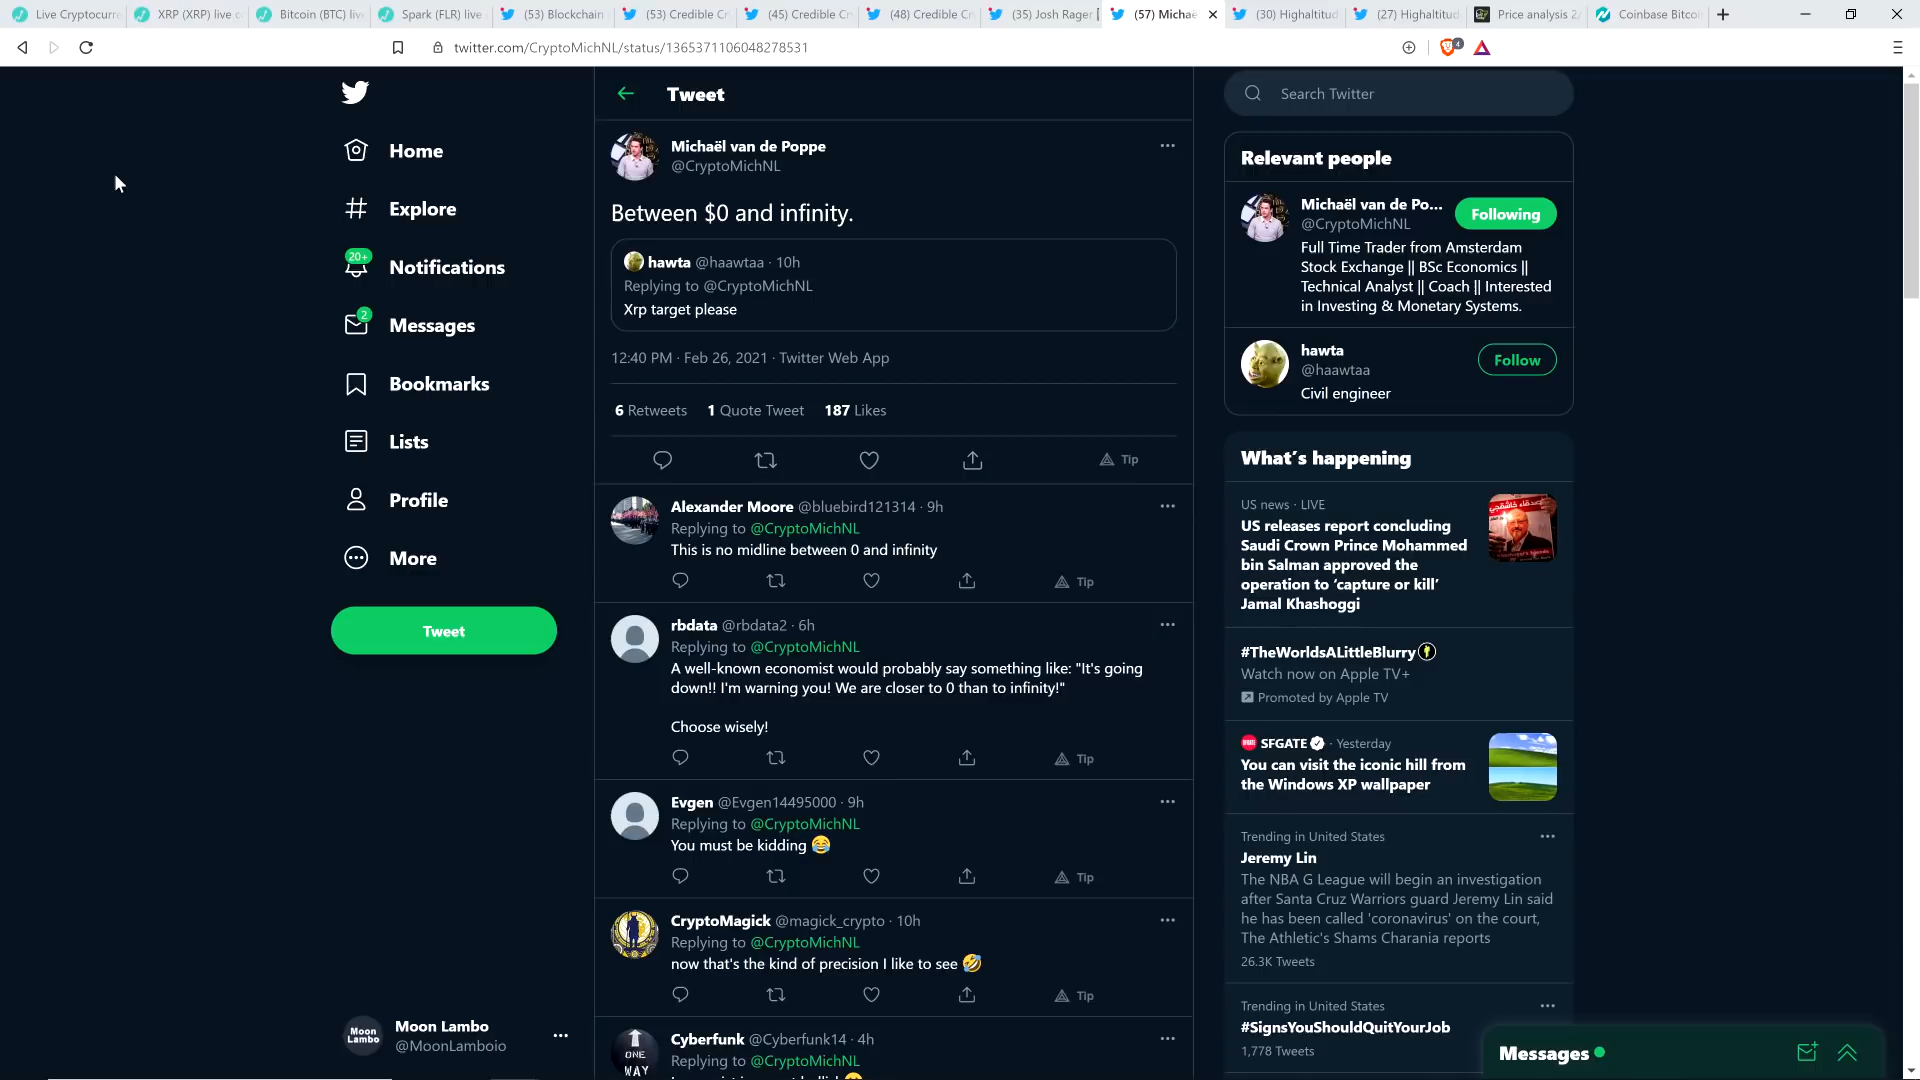 Live Cryptocurre
XRP (XRP) live
Bitcoin (BTC) liv
Spark (FLR) live
(53) Blockchain
(53) Credible Cr
(45) Credible Cr
(48) Credible Cr
(35) Josh Rager [
(57) Micha
(30) Highaltitud
(27) Highaltitud
Price analysis 2/
Coinbase Bitcoi
twitter.com/CryptoMichNL/status/1365371106048278531
4
Home
Explore
20+
Notifications
2
Messages
Bookmarks
Lists
Profile
More
Tweet
Moon Lambo
Moon Lambo
@MoonLamboio
Tweet
Michaël van de Poppe
@CryptoMichNL
Between $0 and infinity.
hawta @haawtaa · 10h
Replying to @CryptoMichNL
Xrp target please
12:40 PM · Feb 26, 2021 · Twitter Web App
6 Retweets 1 Quote Tweet 187 Likes
Tip
Alexander Moore @bluebird121314 · 9h
Replying to @CryptoMichNL
This is no midline between 0 and infinity
Tip
rbdata @rbdata2 · 6h
Replying to @CryptoMichNL
A well-known economist would probably say something like: "It's going
down!! I'm warning you! We are closer to 0 than to infinity!"
Choose wisely!
Tip
Evgen @Evgen14495000 · 9h
Replying to @CryptoMichNL
You must be kidding 😂
Tip
CryptoMagick @magick_crypto · 10h
Replying to @CryptoMichNL
now that's the kind of precision I like to see 🤣
Tip
ONE
WAY
Cyberfunk @Cyberfunk14 · 4h
Replying to @CryptoMichNL
Search Twitter
Relevant people
Michaël van de Po...
@CryptoMichNL
Following
Full Time Trader from Amsterdam
Stock Exchange || BSc Economics ||
Technical Analyst || Coach || Interested
in Investing & Monetary Systems.
hawta
@haawtaa
Follow
Civil engineer
What's happening
US news · LIVE
US releases report concluding
Saudi Crown Prince Mohammed
bin Salman approved the
operation to 'capture or kill'
Jamal Khashoggi
#TheWorldsALittleBlurry
Watch now on Apple TV+
Promoted by Apple TV
SFGATE · Yesterday
You can visit the iconic hill from
the Windows XP wallpaper
Trending in United States
Jeremy Lin
The NBA G League will begin an investigation
after Santa Cruz Warriors guard Jeremy Lin said
he has been called 'coronavirus' on the court,
The Athletic's Shams Charania reports
26.3K Tweets
Trending in United States
#SignsYouShouldQuitYourJob
1,778 Tweets
Messages